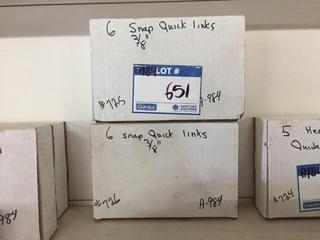 6 Snap Quick links
3/8"
LOT #
651
#725
A-984
6 snap Quick links
3/8"
#726
A-984
5 Hea
Quick
#724
A-984